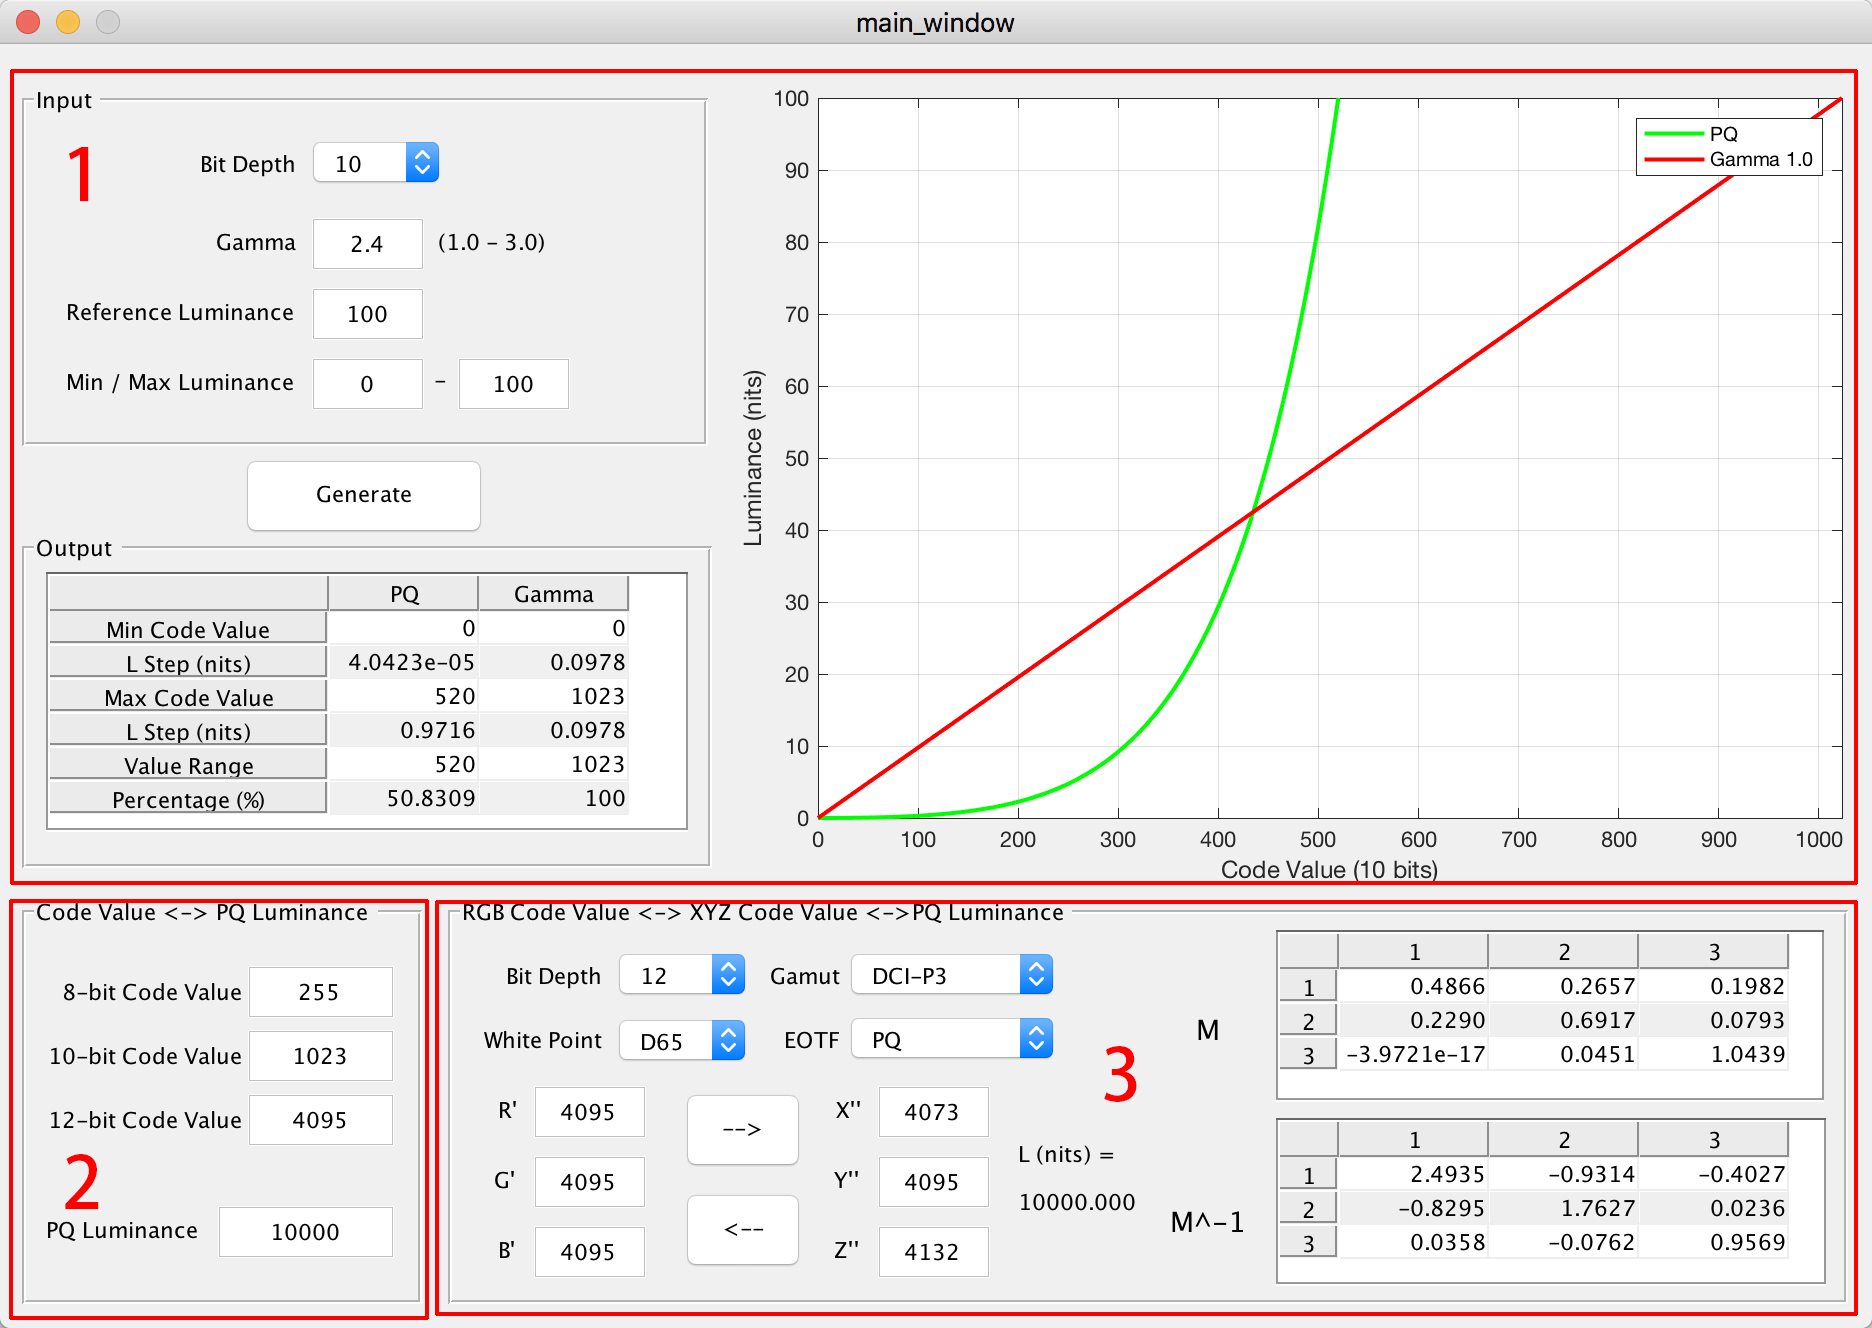 main_window
Input
1
Bit Depth 10
Gamma 2.4 (1.0 - 3.0)
Reference Luminance 100
Min / Max Luminance 0 - 100
Generate
Output
PQ Gamma
Min Code Value 0 0
L Step (nits) 4.0423e-05 0.0978
Max Code Value 520 1023
L Step (nits) 0.9716 0.0978
Value Range 520 1023
Percentage (%) 50.8309 100
100
90
80
70
60
50
40
30
20
10
0
Luminance (nits)
PQ
Gamma 1.0
0 100 200 300 400 500 600 700 800 900 1000
Code Value (10 bits)
Code Value <-> PQ Luminance
8-bit Code Value 255
10-bit Code Value 1023
12-bit Code Value 4095
2
PQ Luminance 10000
RGB Code Value <-> XYZ Code Value <->PQ Luminance
Bit Depth 12 Gamut DCI-P3
White Point D65 EOTF PQ
3
R' 4095 --> X'' 4073
G' 4095 Y'' 4095
B' 4095 <-- Z'' 4132
L (nits) =
10000.000
M
1 2 3
1 0.4866 0.2657 0.1982
2 0.2290 0.6917 0.0793
3 -3.9721e-17 0.0451 1.0439
M^-1
1 2 3
1 2.4935 -0.9314 -0.4027
2 -0.8295 1.7627 0.0236
3 0.0358 -0.0762 0.9569